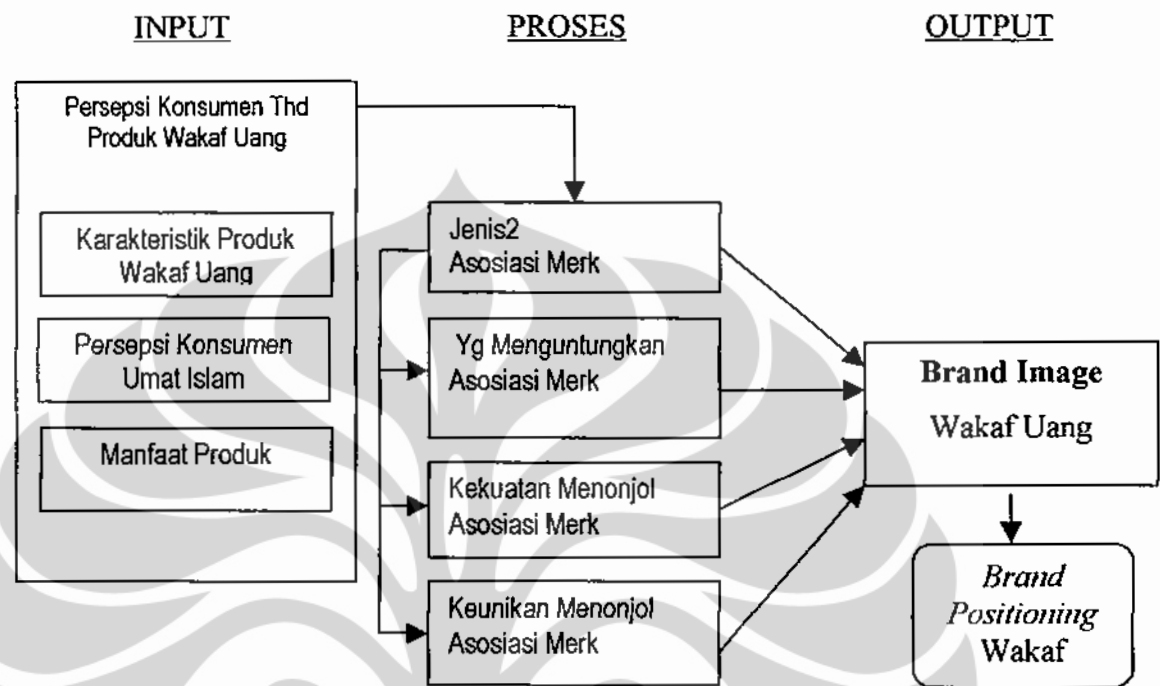 INPUT
PROSES
OUTPUT
Persepsi Konsumen Thd
Produk Wakaf Uang
Karakteristik Produk
Wakaf Uang
Persepsi Konsumen
Umat Islam
Manfaat Produk
Jenis2
Asosiasi Merk
Yg Menguntungkan
Asosiasi Merk
Kekuatan Menonjol
Asosiasi Merk
Keunikan Menonjol
Asosiasi Merk
Brand Image
Wakaf Uang
Brand
Positioning
Wakaf